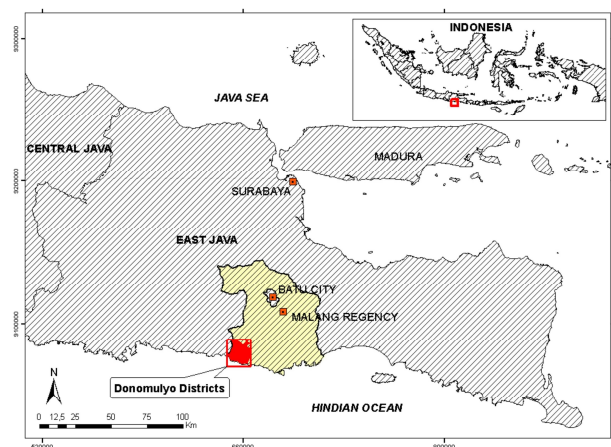 INDONESIA
JAVA SEA
CENTRAL JAVA
MADURA
SURABAYA
EAST JAVA
BATU CITY
MALANG REGENCY
Donomulyo Districts
N
HINDIAN OCEAN
0 12,5 25 50 75 100
Km
9300000
9200000
9100000